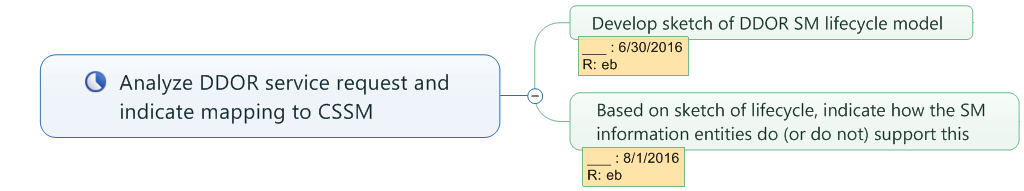 Analyze DDOR service request and
indicate mapping to CSSM
Develop sketch of DDOR SM lifecycle model
___ : 6/30/2016
R: eb
Based on sketch of lifecycle, indicate how the SM
information entities do (or do not) support this
___ : 8/1/2016
R: eb